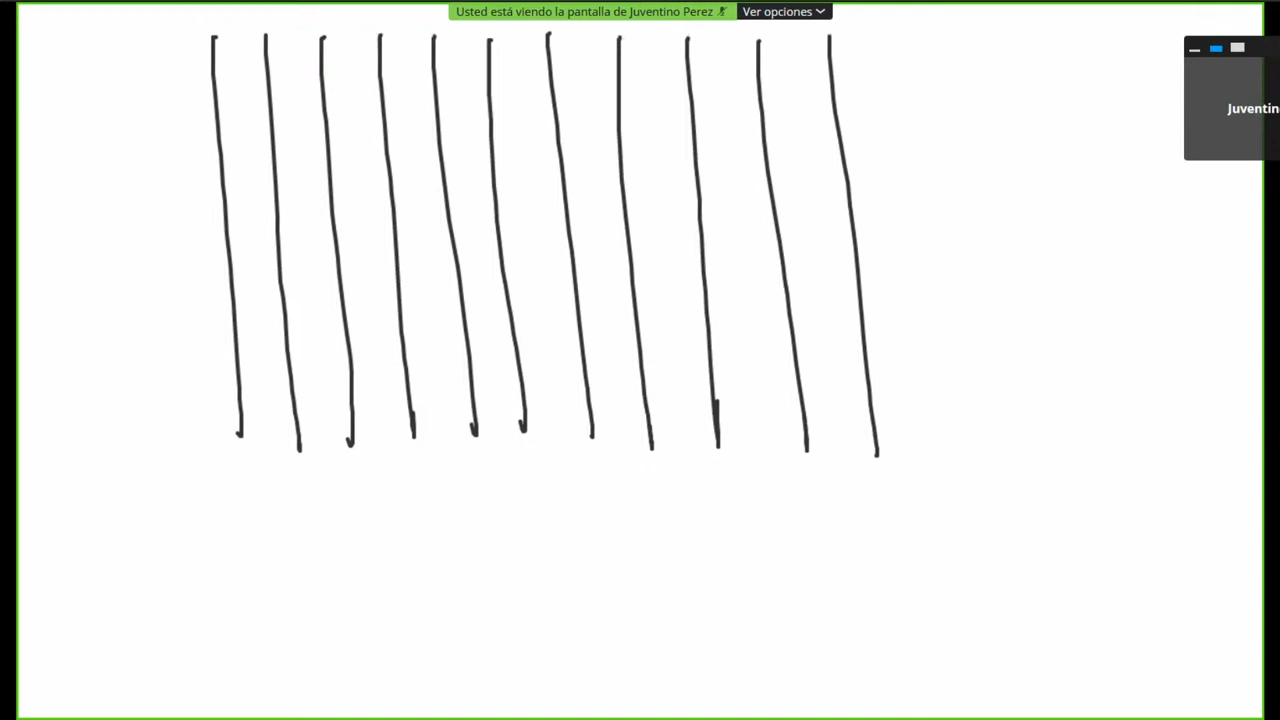 Usted está viendo la pantalla de Juventino Perez
Ver opciones
Juventin